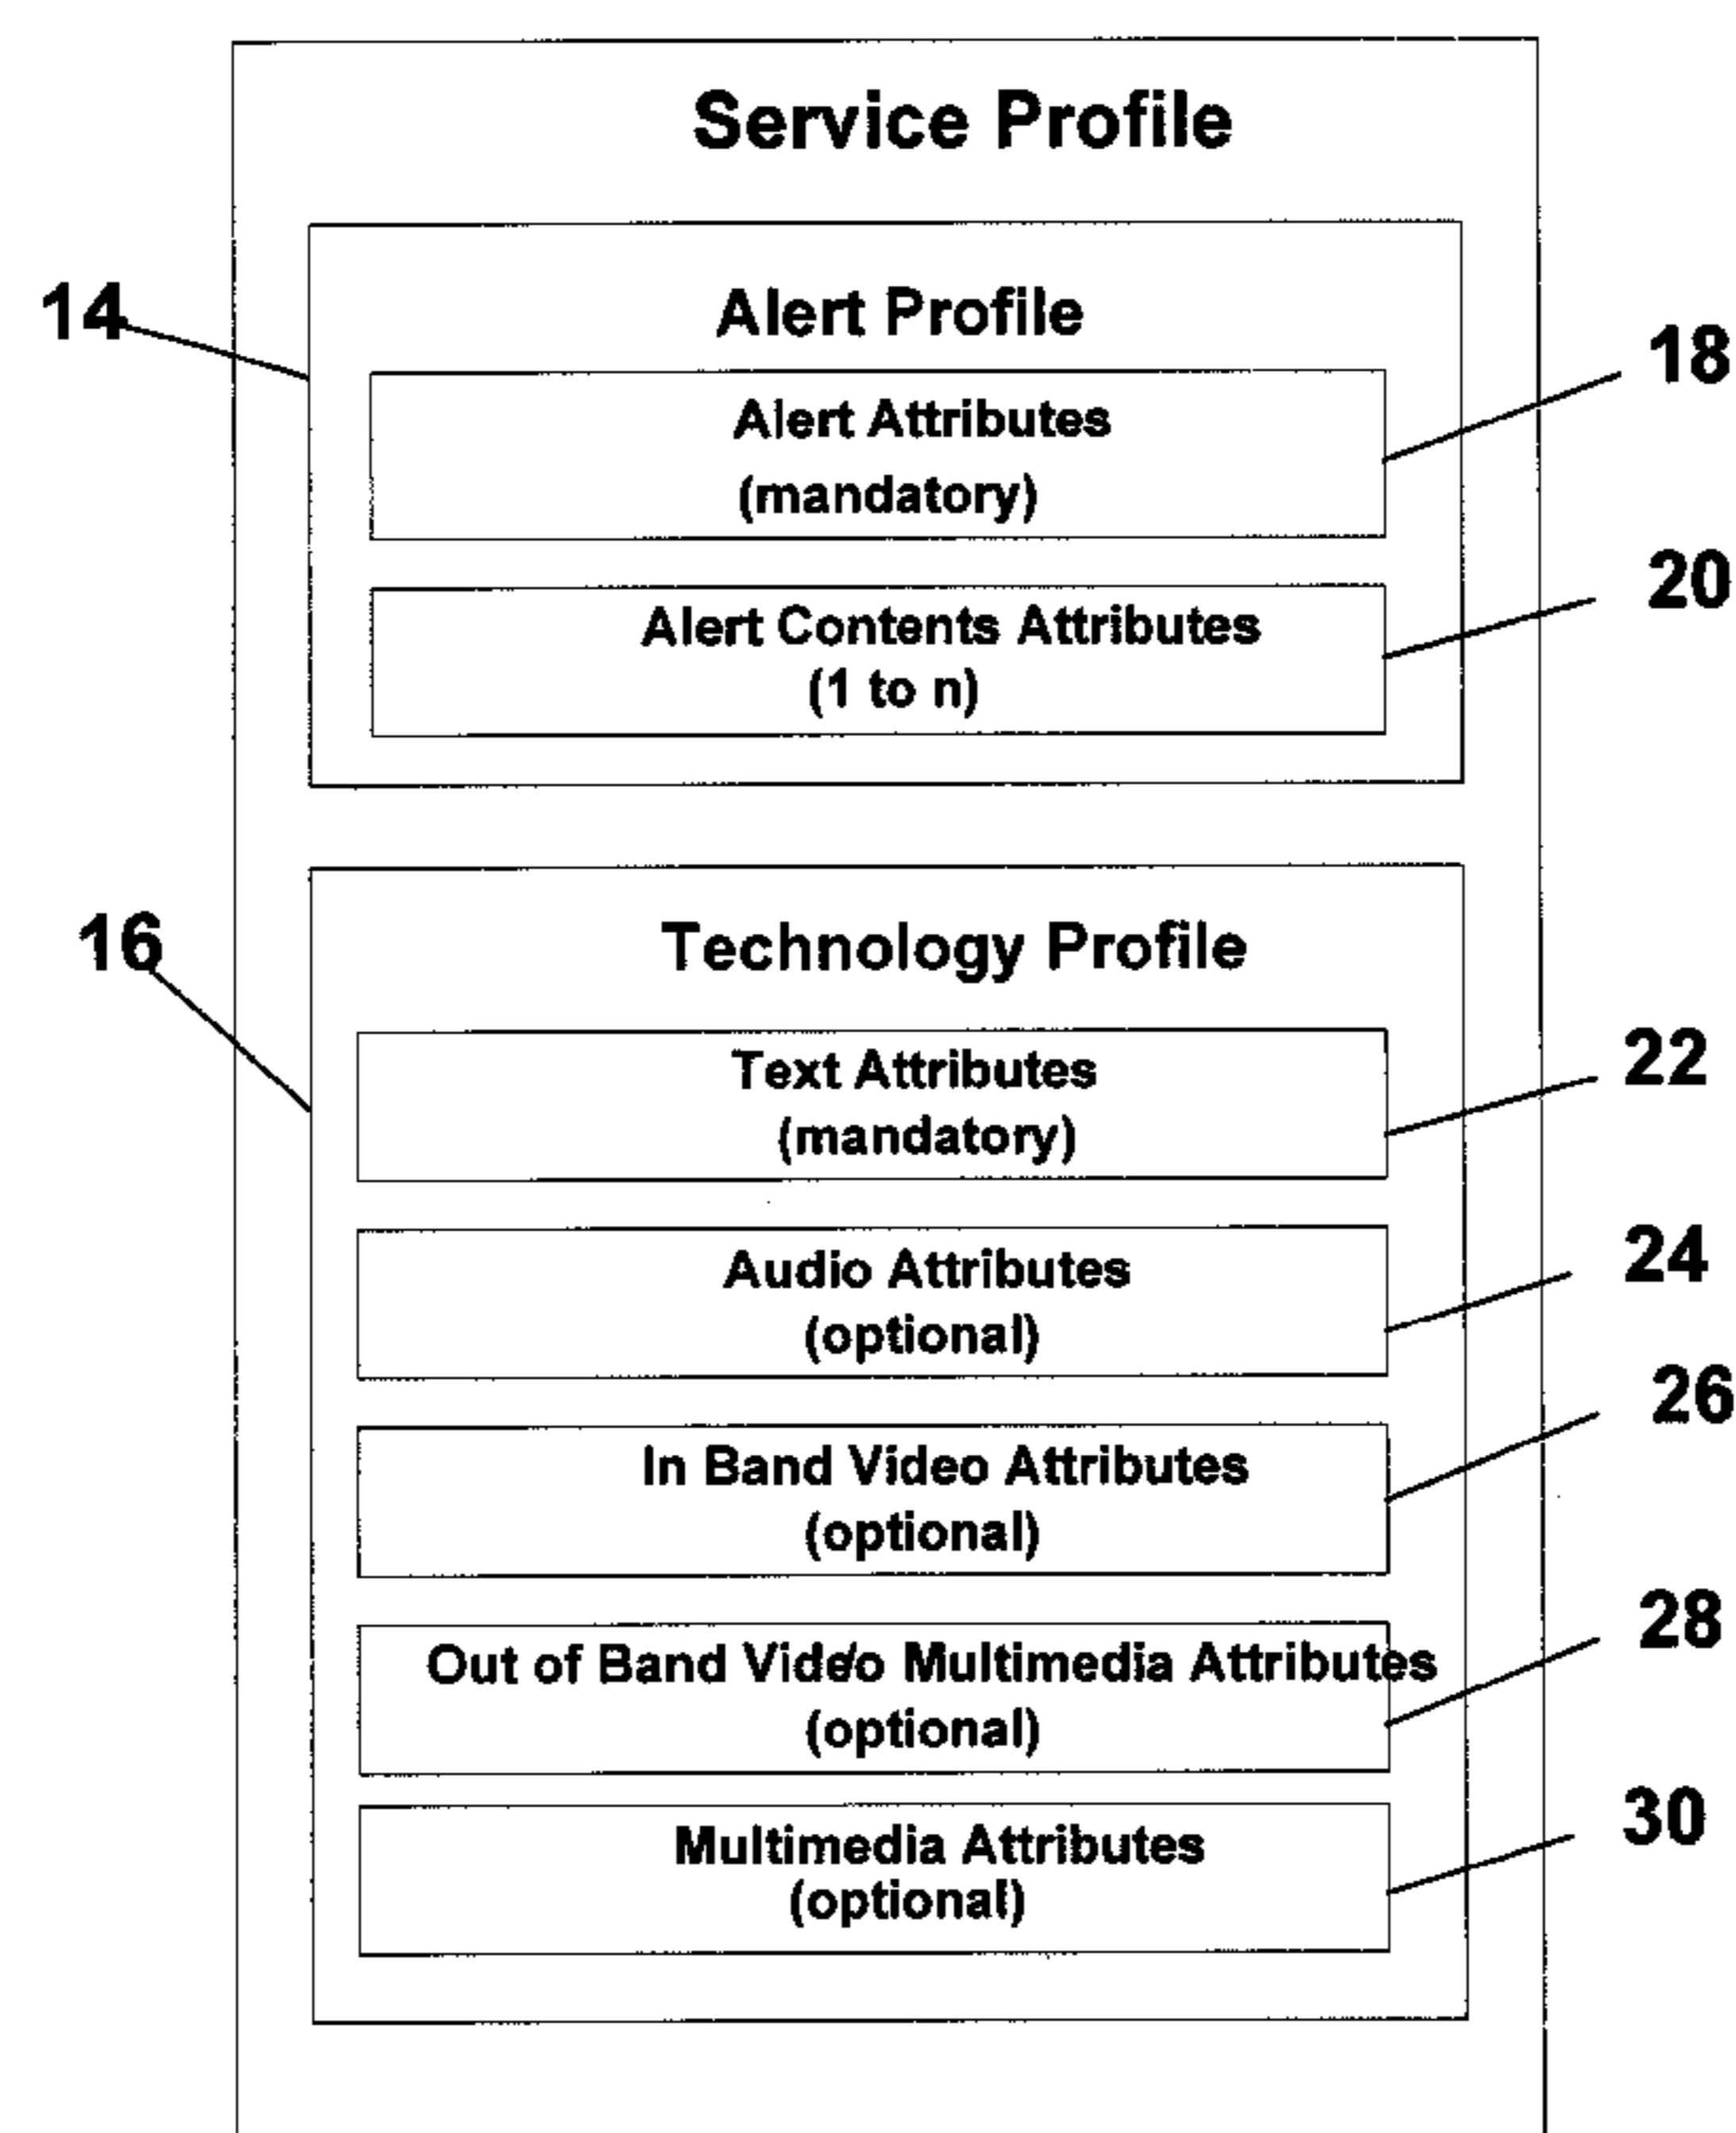 Service Profile
14
Alert Profile
18
Alert Attributes
(mandatory)
20
Alert Contents Attributes
(1 to n)
16
Technology Profile
22
Text Attributes
(mandatory)
24
Audio Attributes
(optional)
26
In Band Video Attributes
(optional)
28
Out of Band Video Multimedia Attributes
(optional)
30
Multimedia Attributes
(optional)